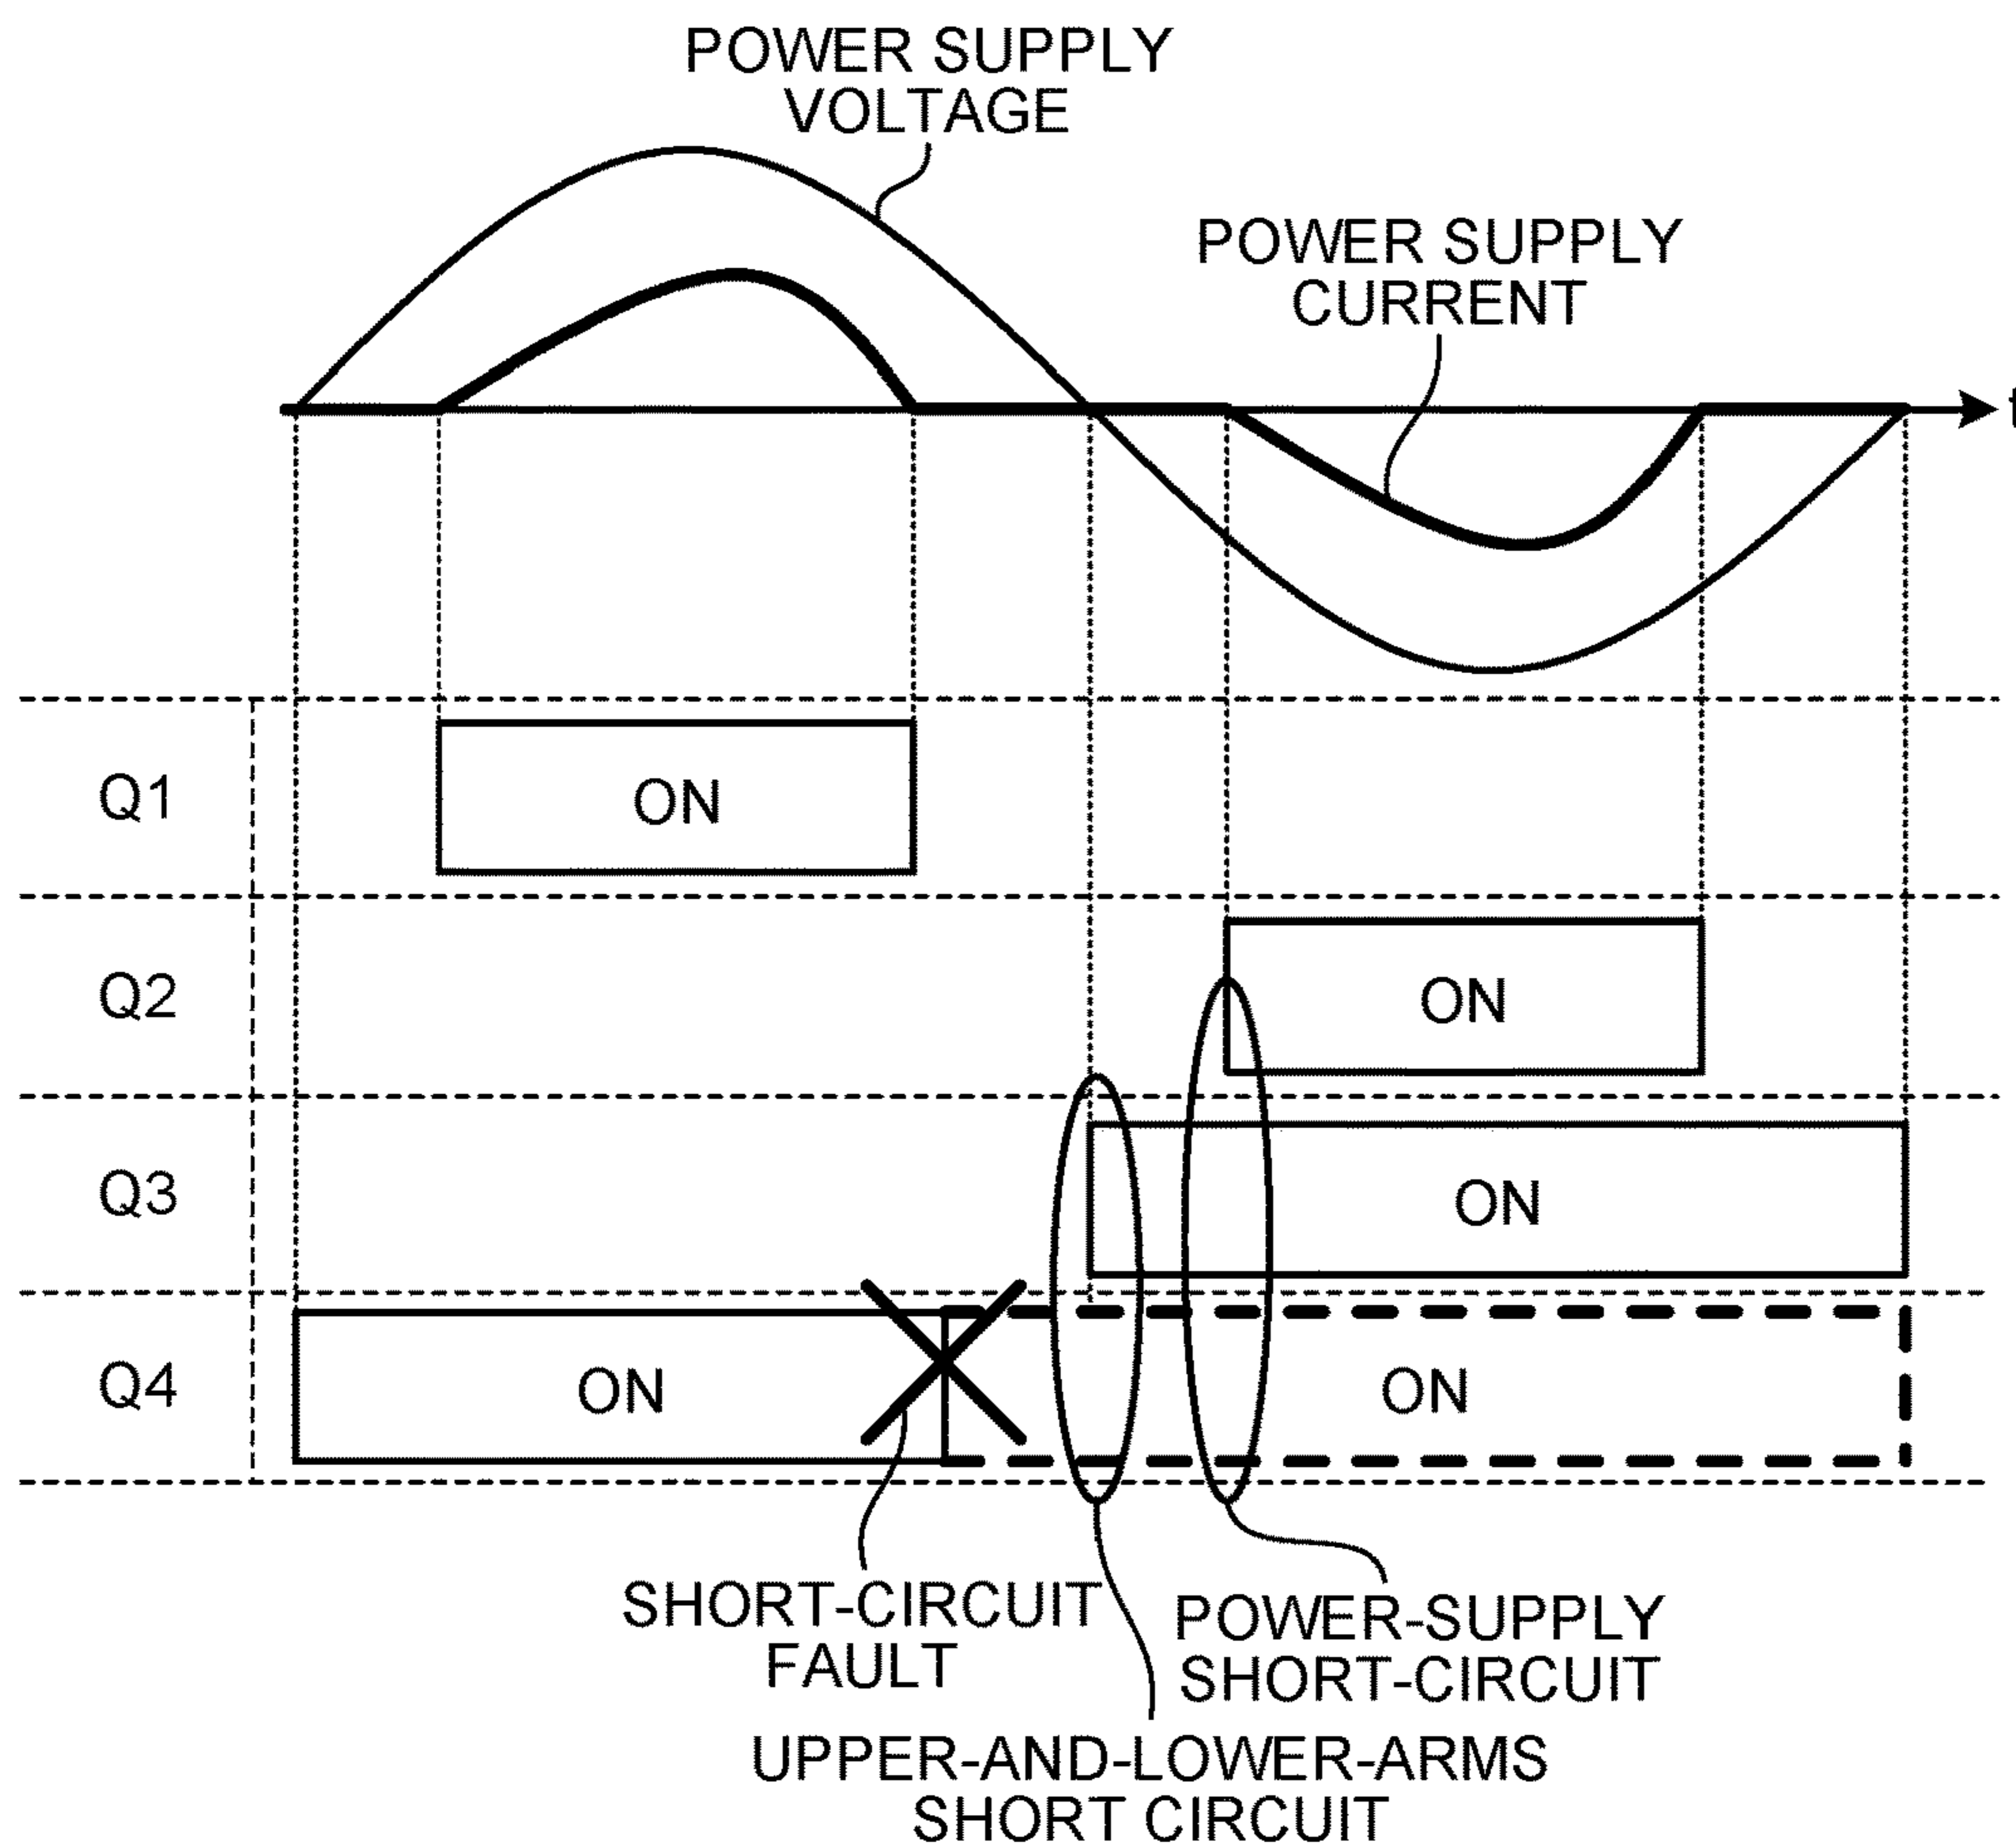 POWER SUPPLY
VOLTAGE
POWER SUPPLY
CURRENT
t
Q1
ON
Q2
ON
Q3
ON
Q4
ON
ON
SHORT-CIRCUIT
FAULT
POWER-SUPPLY
SHORT-CIRCUIT
UPPER-AND-LOWER-ARMS
SHORT CIRCUIT